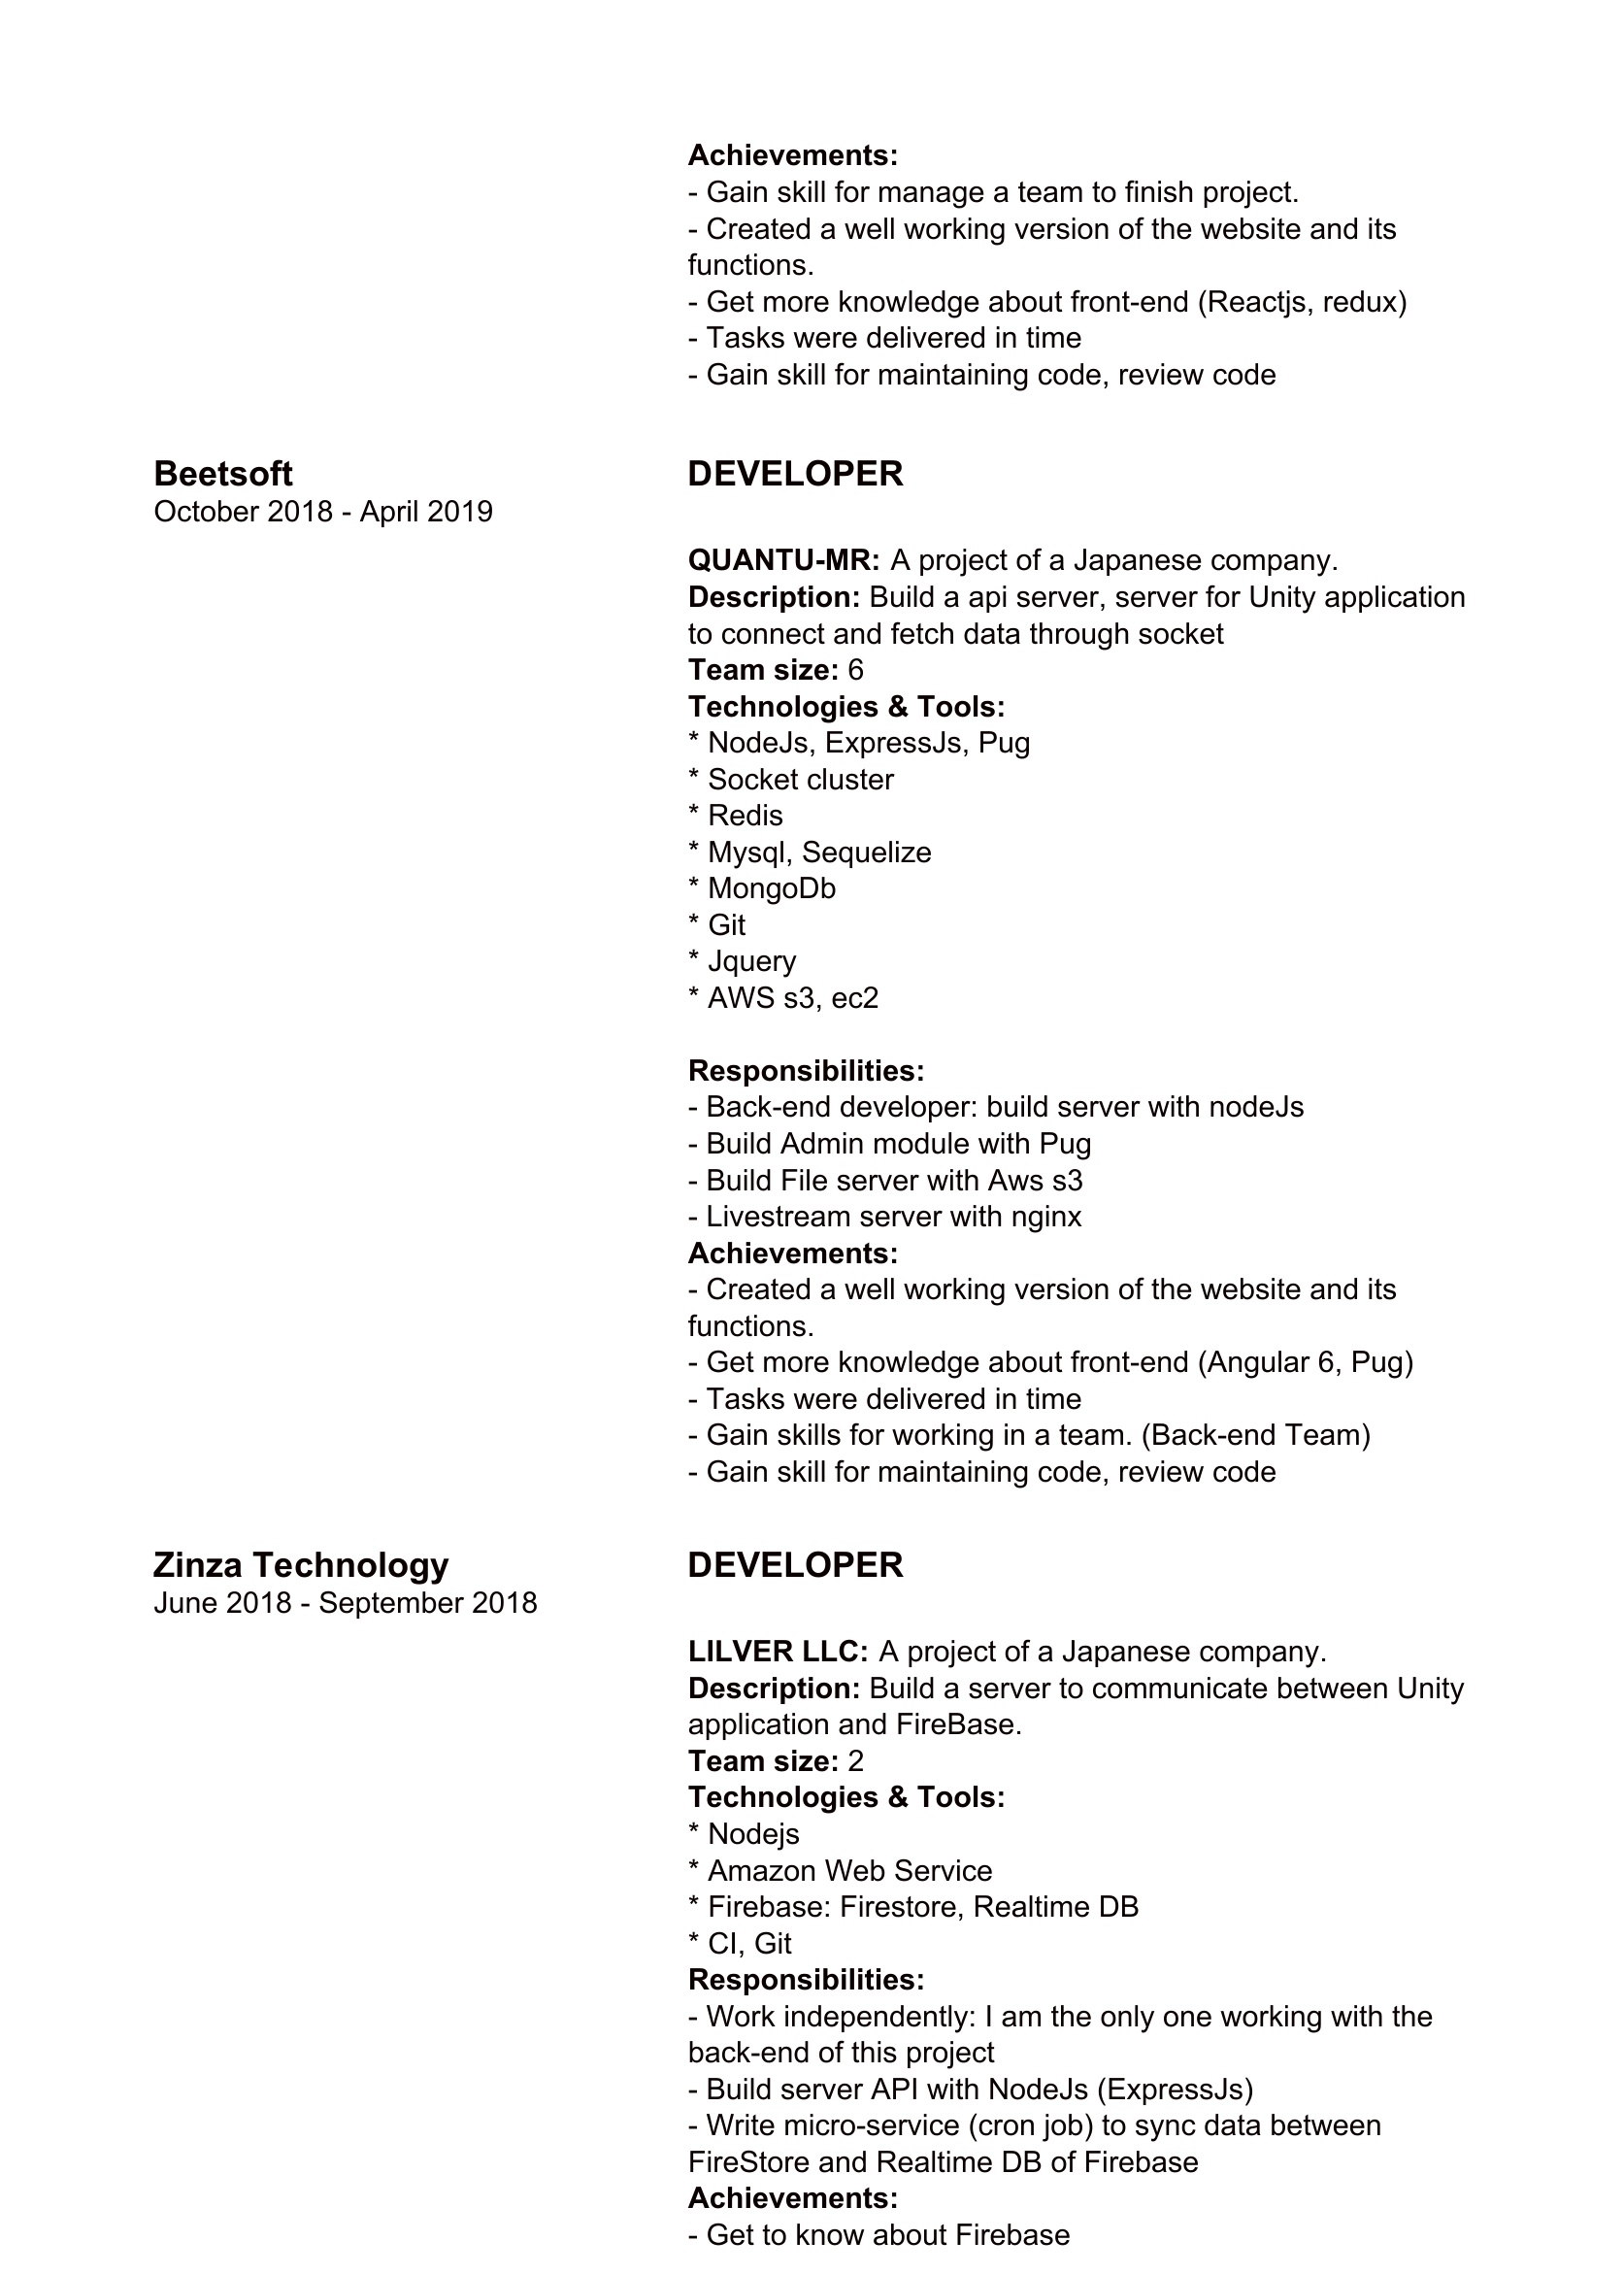 Achievements:
- Gain skill for manage a team to finish project.
- Created a well working version of the website and its
functions.
- Get more knowledge about front-end (Reactjs, redux)
- Tasks were delivered in time
- Gain skill for maintaining code, review code
Beetsoft
October 2018 - April 2019
DEVELOPER
QUANTU-MR: A project of a Japanese company.
Description: Build a api server, server for Unity application
to connect and fetch data through socket
Team size: 6
Technologies & Tools:
* NodeJs, ExpressJs, Pug
* Socket cluster
* Redis
* Mysql, Sequelize
* MongoDb
* Git
* Jquery
* AWS s3, ec2
Responsibilities:
- Back-end developer: build server with nodeJs
- Build Admin module with Pug
- Build File server with Aws s3
- Livestream server with nginx
Achievements:
- Created a well working version of the website and its
functions.
- Get more knowledge about front-end (Angular 6, Pug)
- Tasks were delivered in time
- Gain skills for working in a team. (Back-end Team)
- Gain skill for maintaining code, review code
Zinza Technology
June 2018 - September 2018
DEVELOPER
LILVER LLC: A project of a Japanese company.
Description: Build a server to communicate between Unity
application and FireBase.
Team size: 2
Technologies & Tools:
* Nodejs
* Amazon Web Service
* Firebase: Firestore, Realtime DB
* CI, Git
Responsibilities:
- Work independently: I am the only one working with the
back-end of this project
- Build server API with NodeJs (ExpressJs)
- Write micro-service (cron job) to sync data between
FireStore and Realtime DB of Firebase
Achievements:
- Get to know about Firebase